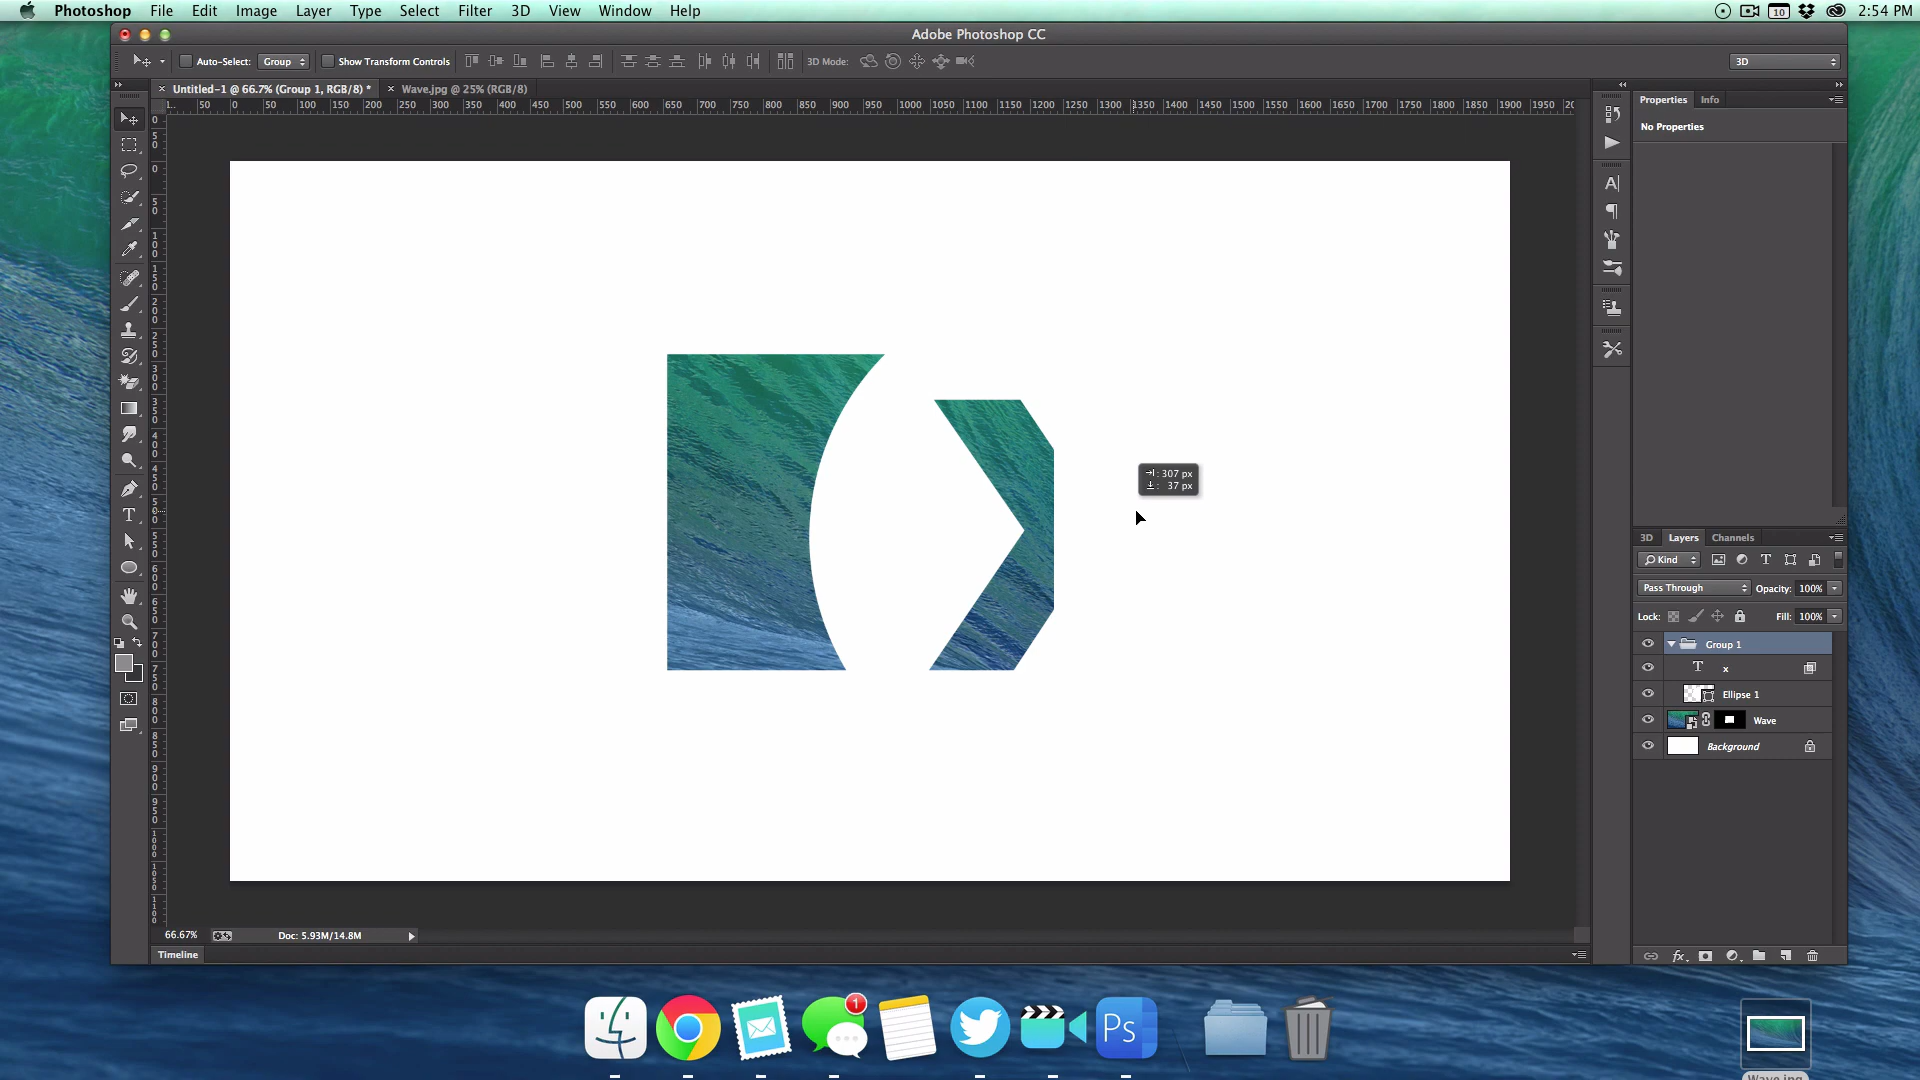 Photoshop File Edit Image Layer Type Select Filter 3D View Window Help 10 2:54 PM
Adobe Photoshop CC
Auto-Select: Group Show Transform Controls 3D Mode: 3D
× Untitled-1 @ 66.7% (Group 1, RGB/8) * × Wave.jpg @ 25% (RGB/8)
50 0 50 100 150 200 250 300 350 400 450 500 550 600 650 700 750 800 850 900 950 1000 1050 1100 1150 1200 1250 1300 1350 1400 1450 1500 1550 1600 1650 1700 1750 1800 1850 1900 1950
Properties Info
No Properties
: 307 px
: 37 px
3D Layers Channels
Kind T
Pass Through Opacity: 100%
Lock: Fill: 100%
Group 1
T x
Ellipse 1
Wave
Background
66.67% Doc: 5.93M/14.8M
Timeline
fx
1
Ps
Wave.jpg